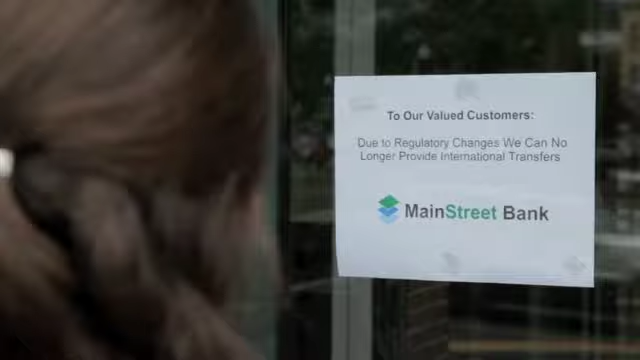 To Our Valued Customers:
Due to Regulatory Changes We Can No
Longer Provide International Transfers
MainStreet Bank